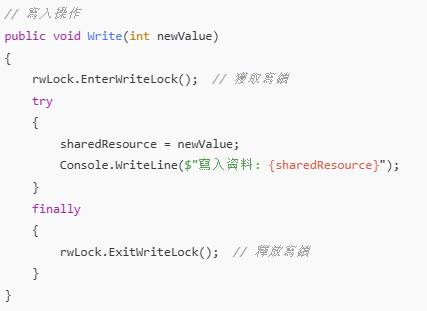 // 寫入操作
public void Write(int newValue)
{
    rwLock.EnterWriteLock();  // 獲取寫鎖
    try
    {
        sharedResource = newValue;
        Console.WriteLine($"寫入資料: {sharedResource}");
    }
    finally
    {
        rwLock.ExitWriteLock();  // 釋放寫鎖
    }
}